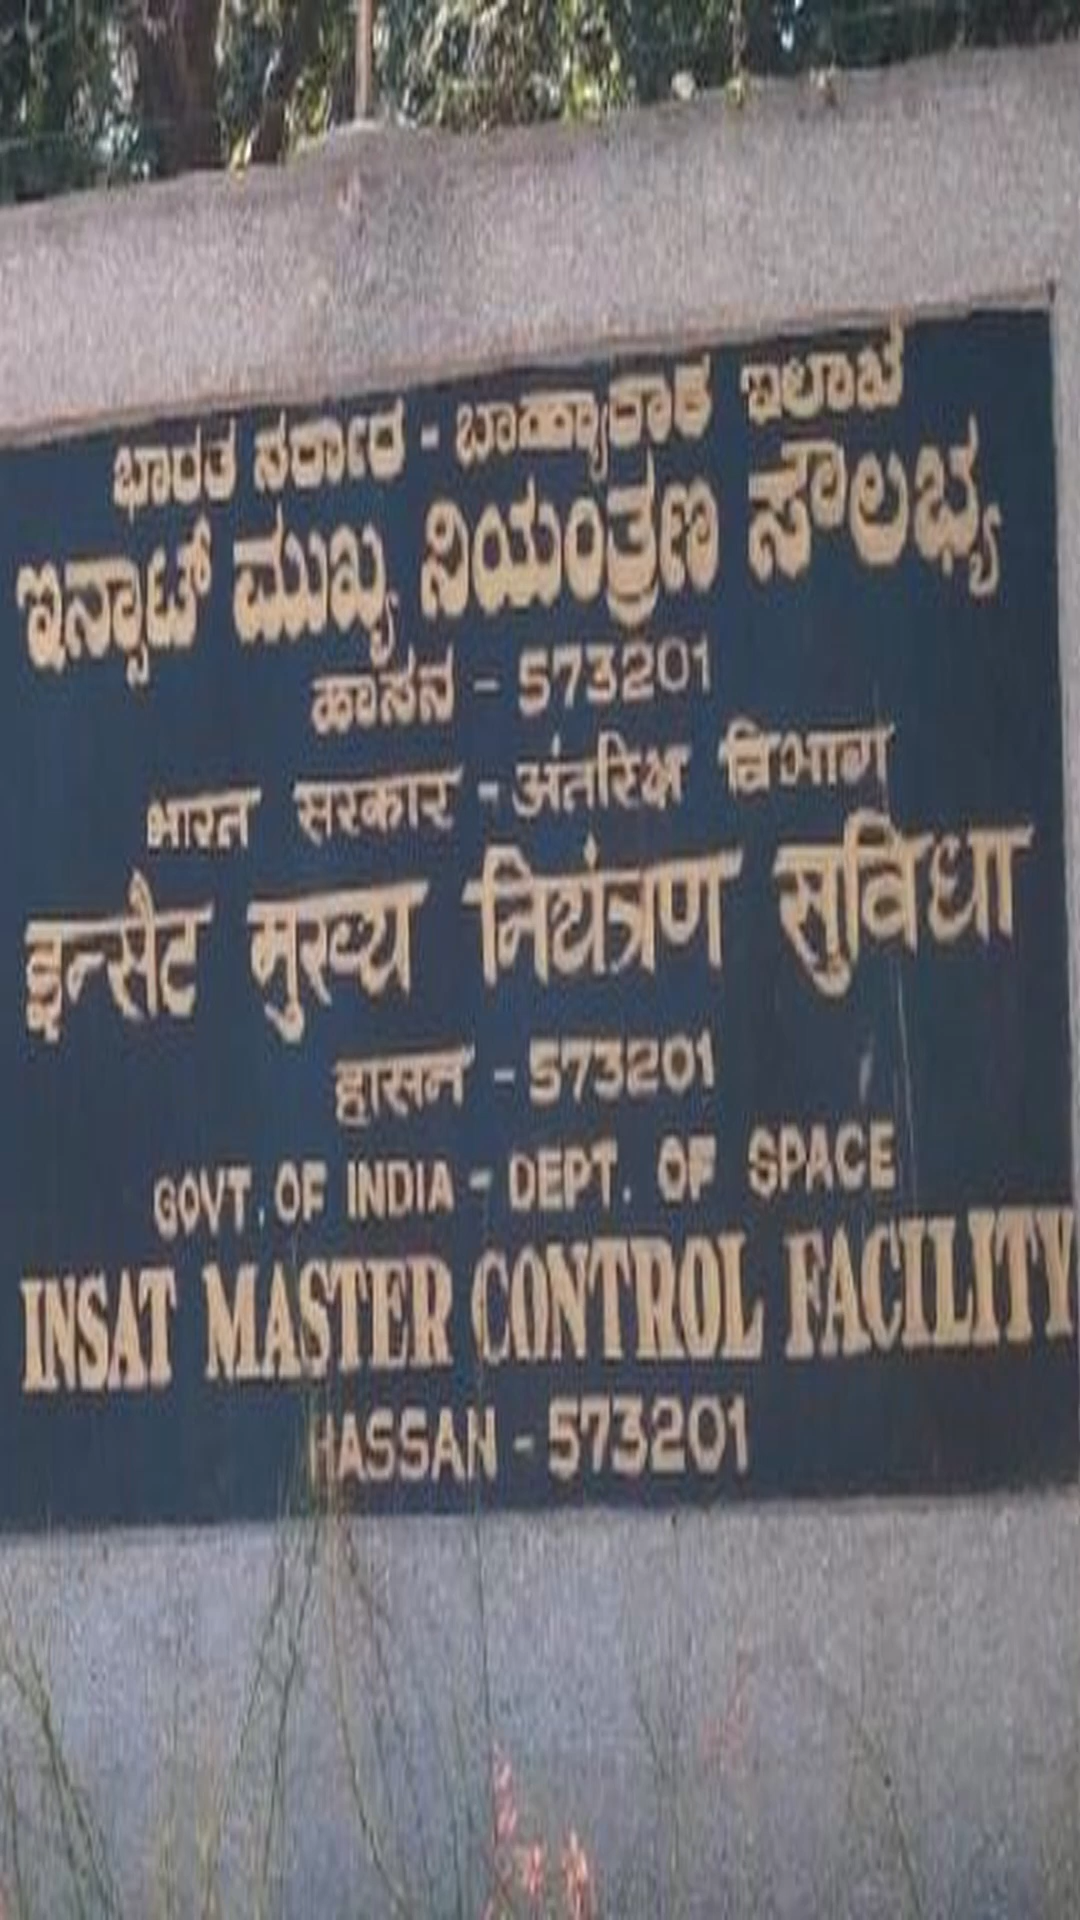 ಭಾರತ ಸರ್ಕಾರ - ಬಾಹ್ಯಾಕಾಶ ಇಲಾಖೆ
ಇನ್ಸಾಟ್ ಮುಖ್ಯ ನಿಯಂತ್ರಣ ಸೌಲಭ್ಯ
ಹಾಸನ - 573201
भारत सरकार - अंतरिक्ष विभाग
इन्सैट मुख्य नियंत्रण सुविधा
हासन - 573201
GOVT. OF INDIA - DEPT. OF SPACE
INSAT MASTER CONTROL FACILITY
HASSAN - 573201